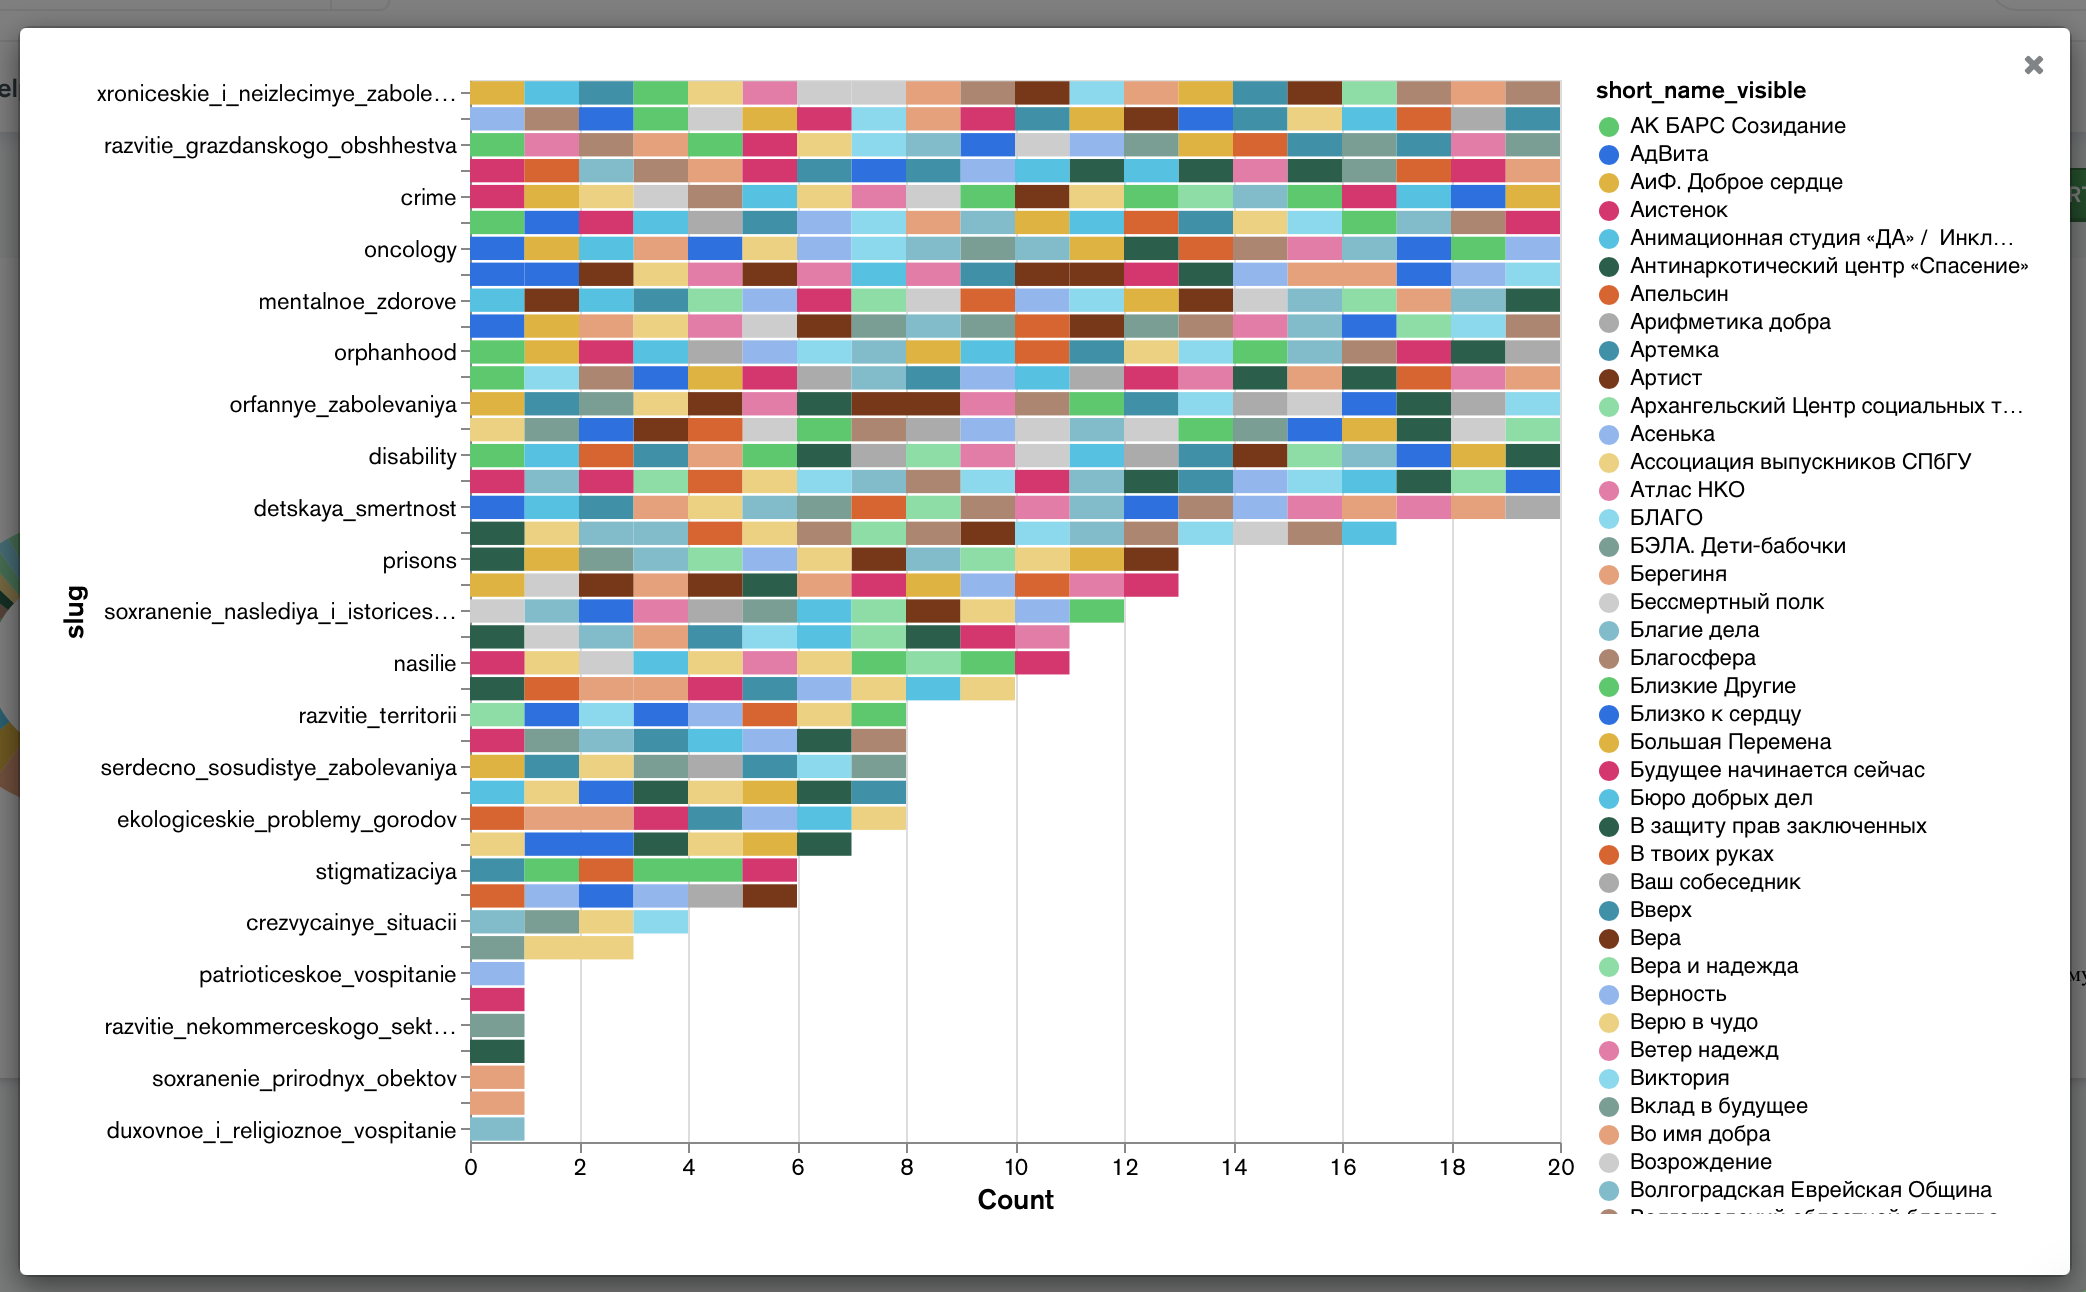 short_name_visible
xroniceskie_i_neizlecimye_zabole…
razvitie_grazdanskogo_obshhestva
crime
oncology
mentalnoe_zdorove
orphanhood
orfannye_zabolevaniya
disability
detskaya_smertnost
prisons
soxranenie_naslediya_i_istorices…
nasilie
razvitie_territorii
serdecno_sosudistye_zabolevaniya
ekologiceskie_problemy_gorodov
stigmatizaciya
crezvycainye_situacii
patrioticeskoe_vospitanie
razvitie_nekommerceskogo_sekt…
soxranenie_prirodnyx_obektov
duxovnoe_i_religioznoe_vospitanie
slug
0 2 4 6 8 10 12 14 16 18 20
Count
АК БАРС Созидание
АдВита
АиФ. Доброе сердце
Аистенок
Анимационная студия «ДА» / Инкл…
Антинаркотический центр «Спасение»
Апельсин
Арифметика добра
Артемка
Артист
Архангельский Центр социальных т…
Асенька
Ассоциация выпускников СПбГУ
Атлас НКО
БЛАГО
БЭЛА. Дети-бабочки
Берегиня
Бессмертный полк
Благие дела
Благосфера
Близкие Другие
Близко к сердцу
Большая Перемена
Будущее начинается сейчас
Бюро добрых дел
В защиту прав заключенных
В твоих руках
Ваш собеседник
Вверх
Вера
Вера и надежда
Верность
Верю в чудо
Ветер надежд
Виктория
Вклад в будущее
Во имя добра
Возрождение
Волгоградская Еврейская Община